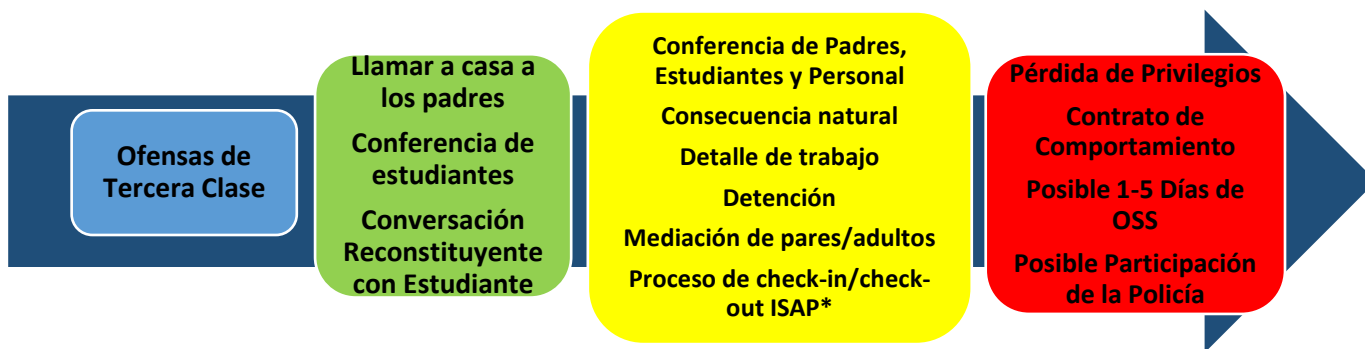 Ofensas de
Tercera Clase
Llamar a casa a
los padres
Conferencia de
estudiantes
Conversación
Reconstituyente
con Estudiante
Conferencia de Padres,
Estudiantes y Personal
Consecuencia natural
Detalle de trabajo
Detención
Mediación de pares/adultos
Proceso de check-in/check-
out ISAP*
Pérdida de Privilegios
Contrato de
Comportamiento
Posible 1-5 Días de
OSS
Posible Participación
de la Policía